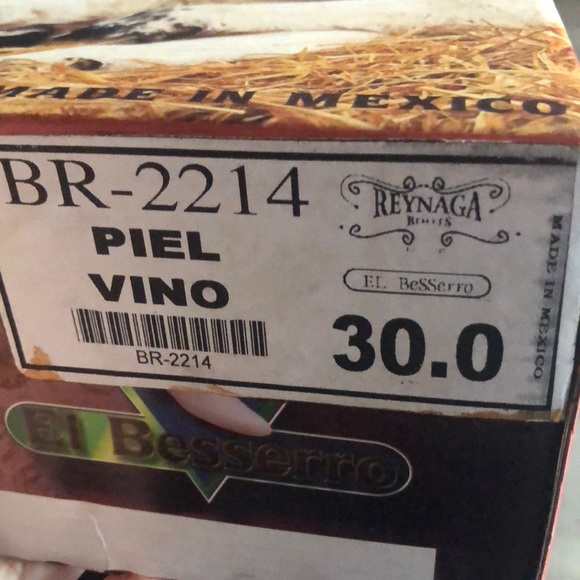 MADE IN MEXICO
BR-2214
PIEL
VINO
BR-2214
REYNAGA
BOOTS
EL BeSSerro
30.0
MADE IN MEXICO
El Besserro